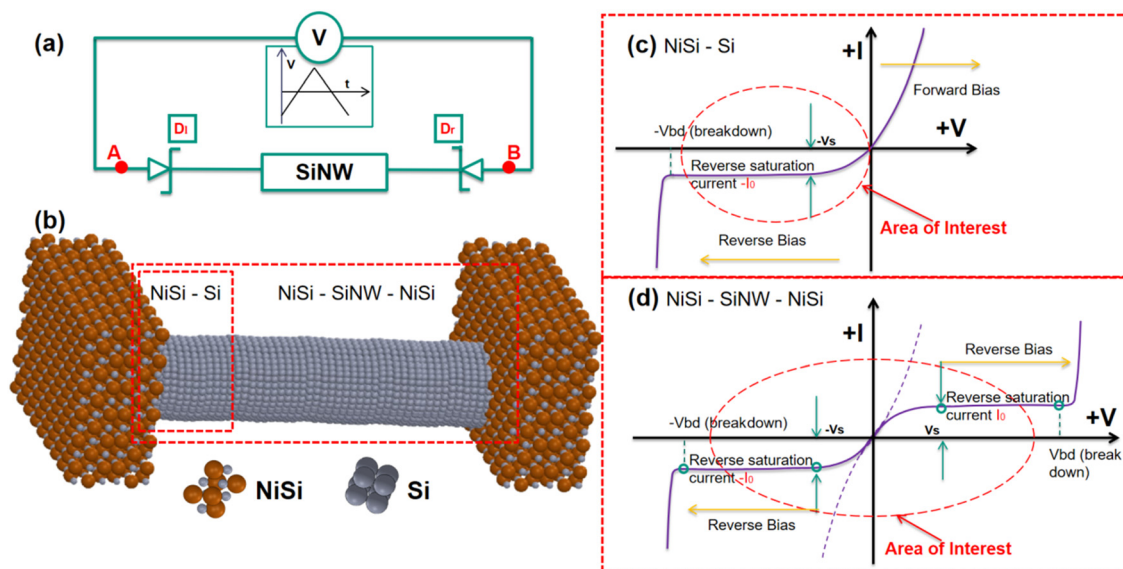 (a)
V
V
t
Dl
Dr
A
B
SiNW
(b)
NiSi - Si
NiSi - SiNW - NiSi
NiSi
Si
(c) NiSi - Si
+I
Forward Bias
+V
-Vbd (breakdown)
-Vs
Reverse saturation
current -I₀
Area of Interest
Reverse Bias
(d) NiSi - SiNW - NiSi
+I
Reverse Bias
Reverse saturation
current I₀
+V
-Vbd (breakdown)
-Vs
Vs
Vbd (break
down)
Reverse saturation
current -I₀
Reverse Bias
Area of Interest